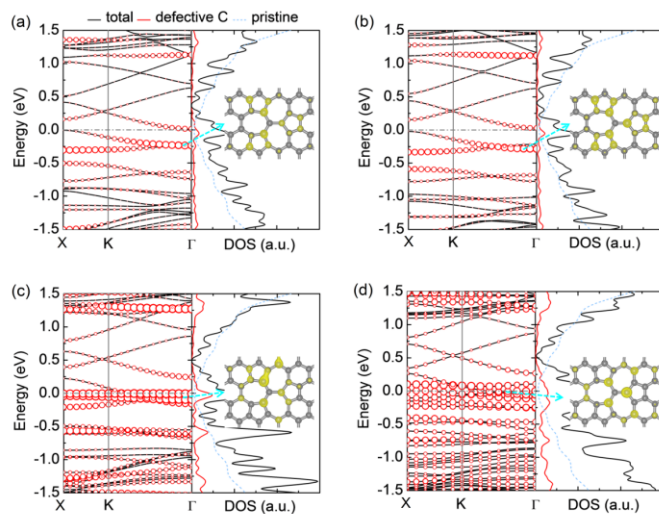 total defective C pristine
(a) (b)
1.5 1.5
1.0 1.0
0.5 0.5
0.0 0.0
-0.5 -0.5
-1.0 -1.0
-1.5 -1.5
Energy (eV) Energy (eV)
X K Γ DOS (a.u.) X K Γ DOS (a.u.)
(c) (d)
1.5 1.5
1.0 1.0
0.5 0.5
0.0 0.0
-0.5 -0.5
-1.0 -1.0
-1.5 -1.5
Energy (eV) Energy (eV)
X K Γ DOS (a.u.) X K Γ DOS (a.u.)